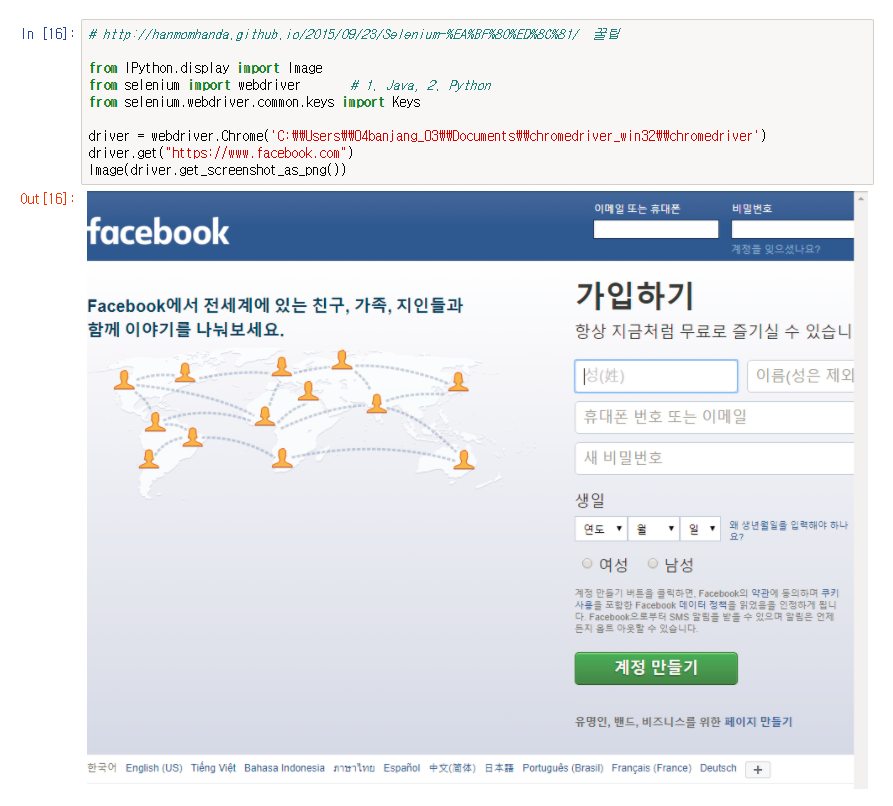 In [16]:
# http://hanmomhanda.github.io/2015/09/23/Selenium-%EA%BF%80%ED%8C%81/ 꿀팁
from IPython.display import Image
from selenium import webdriver # 1. Java, 2. Python
from selenium.webdriver.common.keys import Keys
driver = webdriver.Chrome('C:₩₩Users₩₩04banjang_03₩₩Documents₩₩chromedriver_win32₩₩chromedriver')
driver.get("https://www.facebook.com")
Image(driver.get_screenshot_as_png())
Out[16]:
facebook
이메일 또는 휴대폰 비밀번호
계정을 잊으셨나요?
Facebook에서 전세계에 있는 친구, 가족, 지인들과
함께 이야기를 나눠보세요.
가입하기
항상 지금처럼 무료로 즐기실 수 있습니
성(姓) 이름(성은 제외
휴대폰 번호 또는 이메일
새 비밀번호
생일
연도 월 일 왜 생년월일을 입력해야 하나
요?
여성 남성
계정 만들기 버튼을 클릭하면, Facebook의 약관에 동의하며 쿠키
사용을 포함한 Facebook 데이터 정책을 읽었음을 인정하게 됩니
다. Facebook으로부터 SMS 알림을 받을 수 있으며 알림은 언제
든지 옵트 아웃할 수 있습니다.
계정 만들기
유명인, 밴드, 비즈니스를 위한 페이지 만들기
한국어 English (US) Tiếng Việt Bahasa Indonesia ภาษาไทย Español 中文(简体) 日本語 Português (Brasil) Français (France) Deutsch +